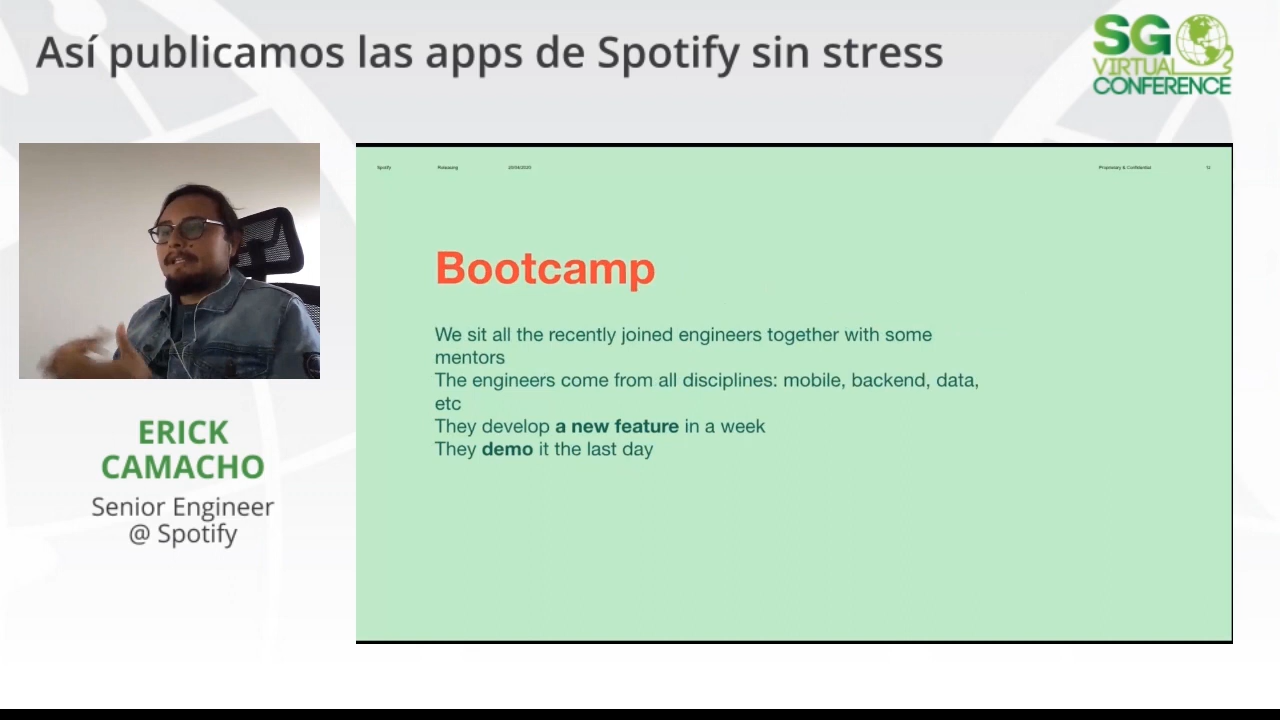 Así publicamos las apps de Spotify sin stress
SG
VIRTUAL
CONFERENCE
Spotify Releasing Proprietary & Confidential 12
Bootcamp
We sit all the recently joined engineers together with some
mentors
The engineers come from all disciplines: mobile, backend, data,
etc
They develop a new feature in a week
They demo it the last day
ERICK
CAMACHO
Senior Engineer
@ Spotify